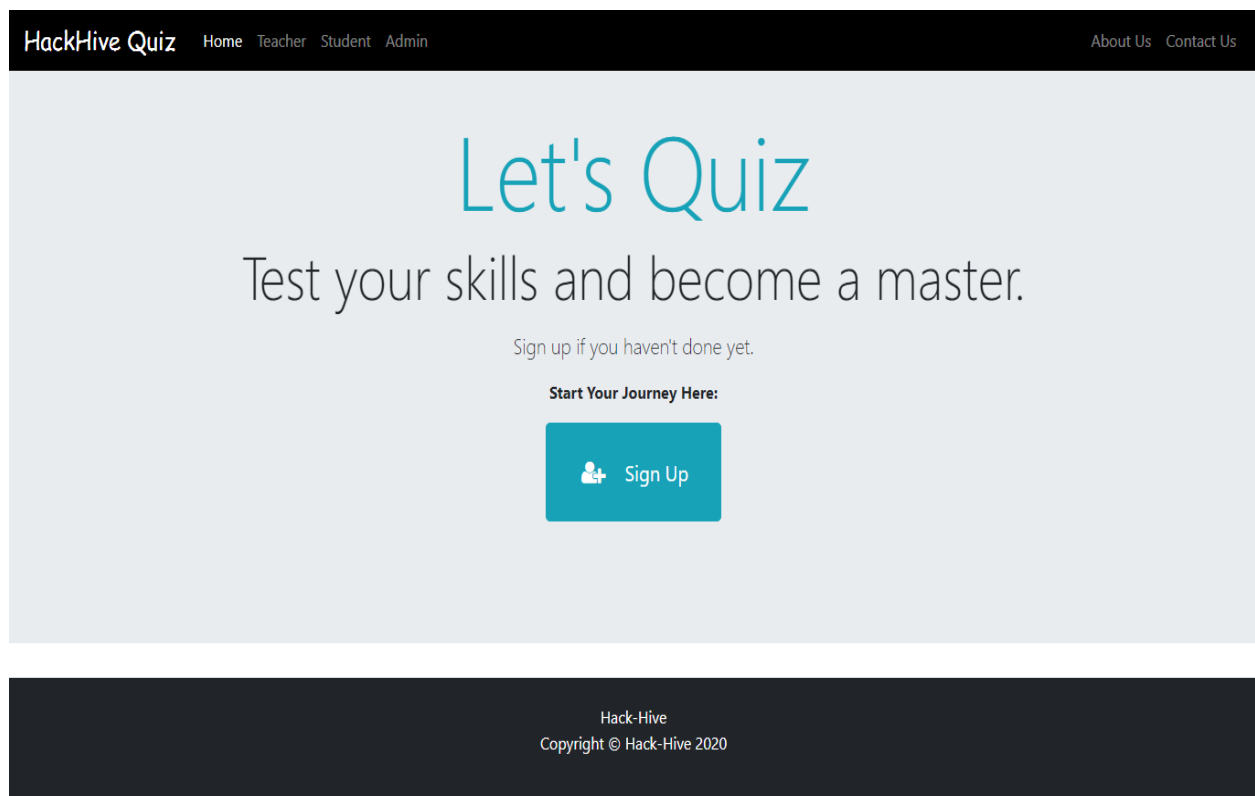 HackHive Quiz Home Teacher Student Admin About Us Contact Us
Let's Quiz
Test your skills and become a master.
Sign up if you haven't done yet.
Start Your Journey Here:
Sign Up
Hack-Hive
Copyright © Hack-Hive 2020